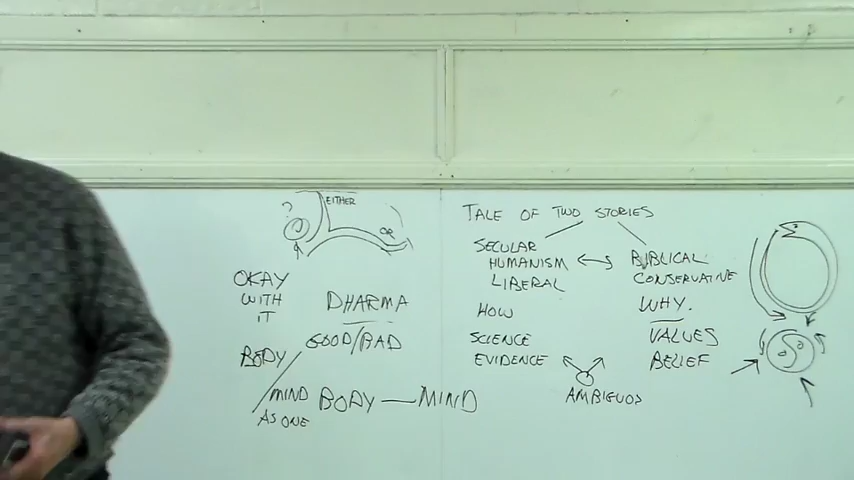 ?
EITHER
OR
OKAY
WITH
IT
DHARMA
GOOD/BAD
BODY
MIND
AS ONE
BODY — MIND
TALE OF TWO STORIES
SECULAR
HUMANISM
LIBERAL
HOW
SCIENCE
EVIDENCE
BIBLICAL
CONSERVATIVE
WHY.
VALUES
BELIEF
AMBIGUOS